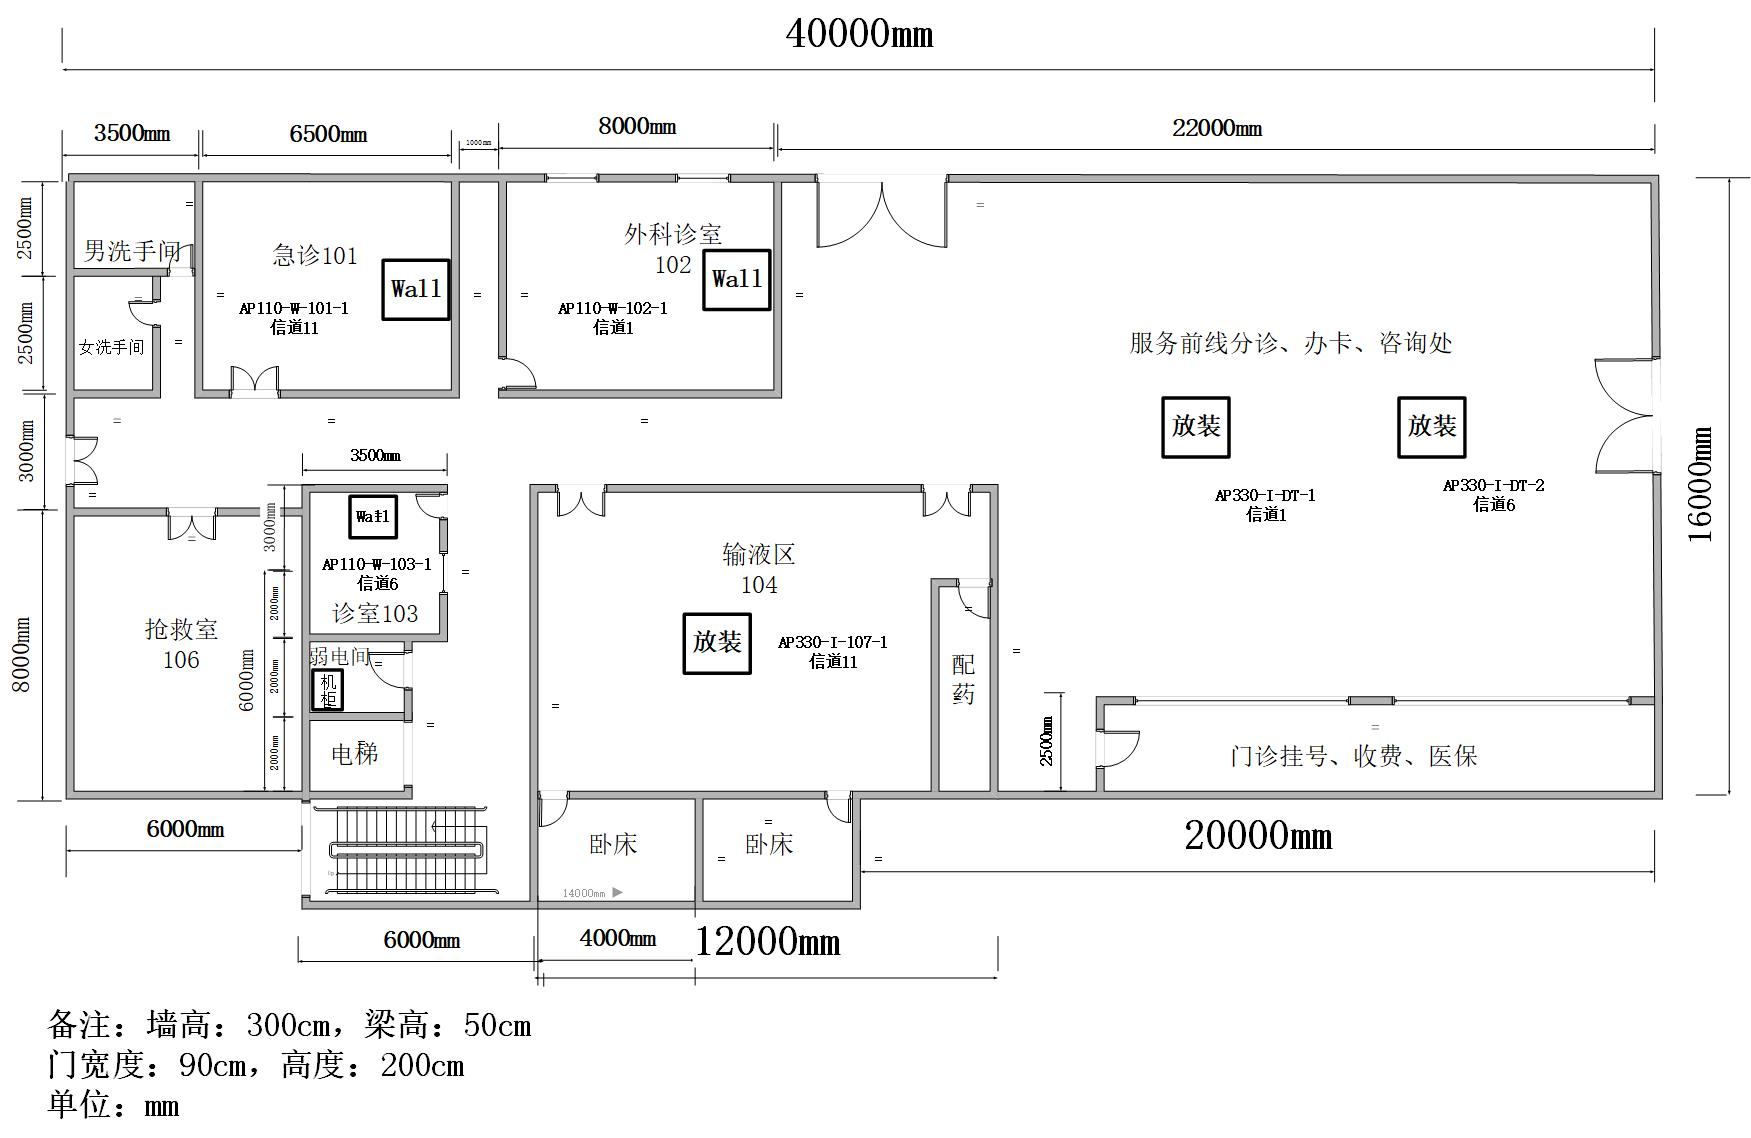 40000mm
3500mm
6500mm
1000mm
8000mm
22000mm
2500mm
男洗手间
急诊101
AP110-W-101-1
信道11
Wall
外科诊室
102
Wall
AP110-W-102-1
信道1
2500mm
女洗手间
服务前线分诊、办卡、咨询处
放装
AP330-I-DT-1
信道1
放装
AP330-I-DT-2
信道6
16000mm
3000mm
3500mm
3000mm
Wall
AP110-W-103-1
信道6
诊室103
输液区
104
放装
AP330-I-107-1
信道11
配
药
8000mm
抢救室
106
6000mm
2000mm
2000mm
2000mm
弱电间
机
柜
电梯
2500mm
门诊挂号、收费、医保
6000mm
卧床
卧床
20000mm
14000mm
6000mm
4000mm
12000mm
备注：墙高：300cm，梁高：50cm
门宽度：90cm，高度：200cm
单位：mm